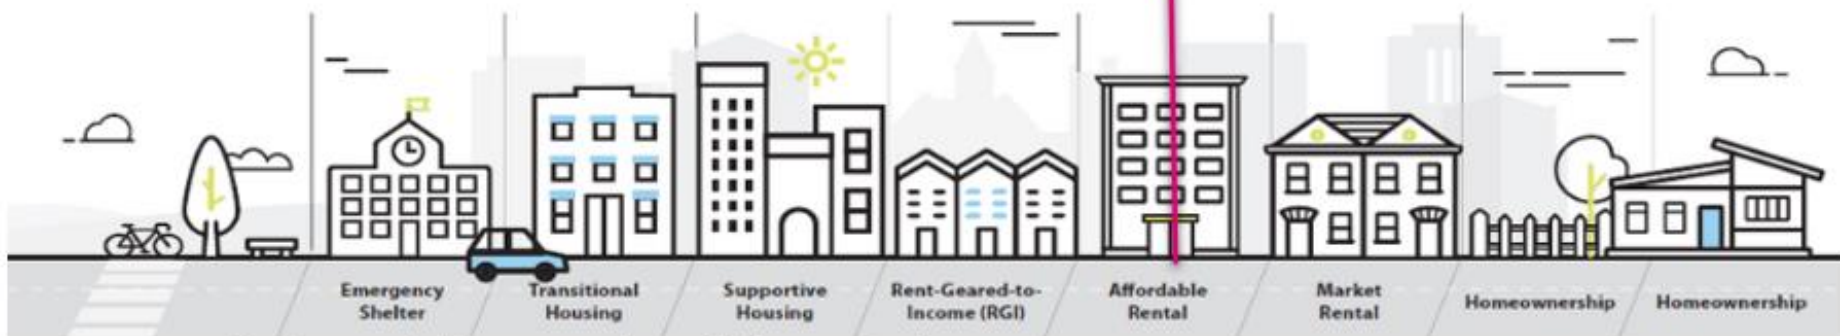 Emergency
Shelter
Transitional
Housing
Supportive
Housing
Rent-Geared-to-
Income (RGI)
Affordable
Rental
Market
Rental
Homeownership
Homeownership